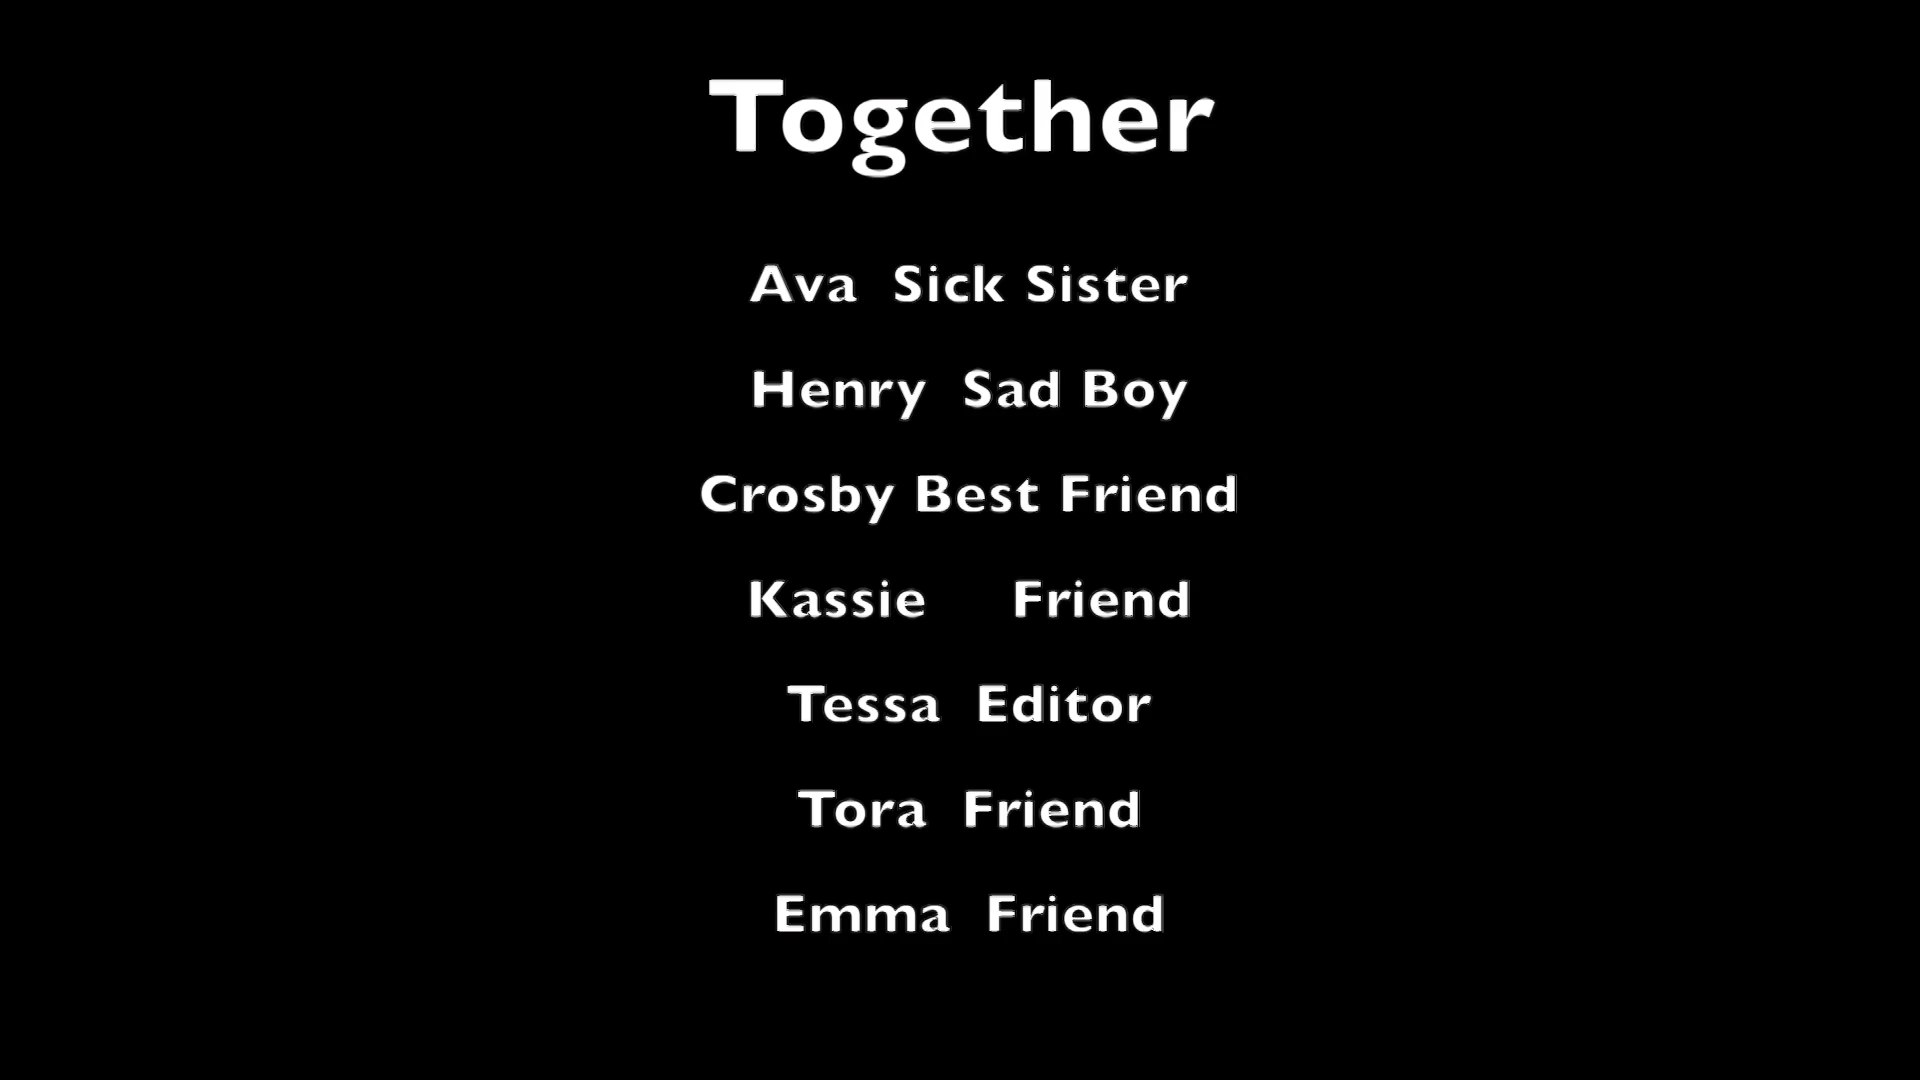 Together
Ava  Sick Sister
Henry  Sad Boy
Crosby Best Friend
Kassie    Friend
Tessa  Editor
Tora  Friend
Emma  Friend